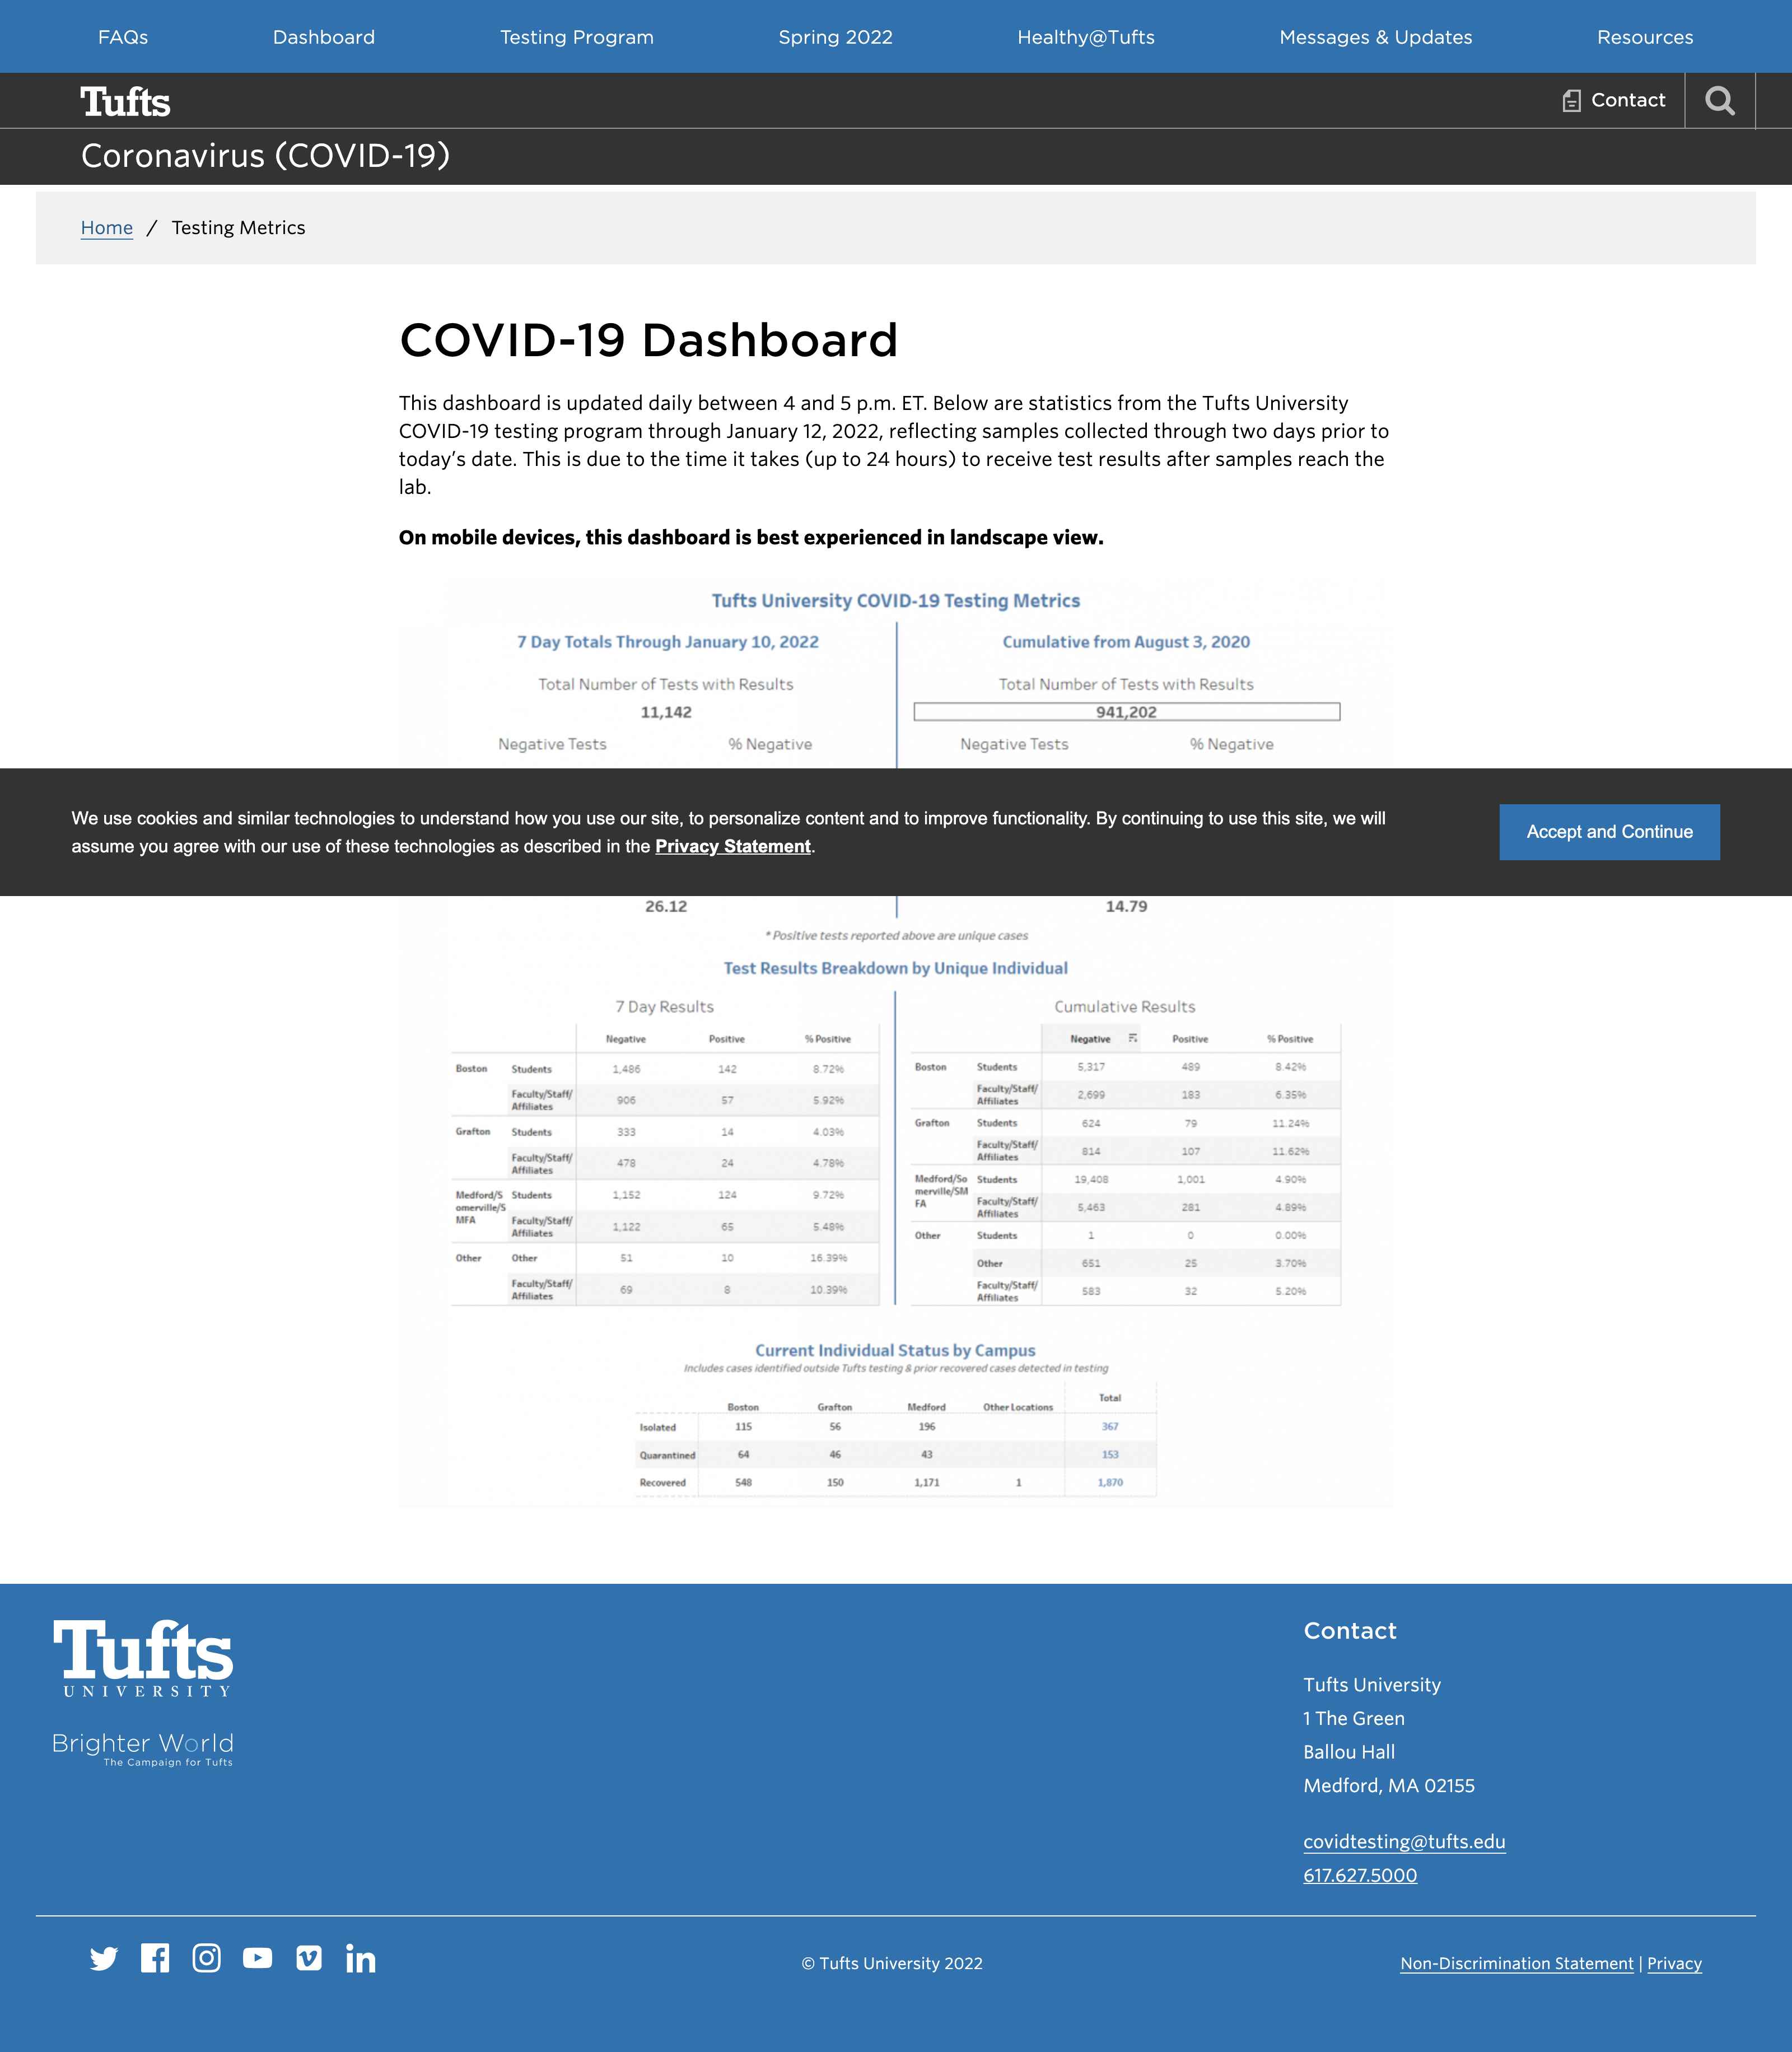 FAQs Dashboard Testing Program Spring 2022 Healthy@Tufts Messages & Updates Resources
Tufts Contact
Coronavirus (COVID-19)
Home / Testing Metrics
COVID-19 Dashboard
This dashboard is updated daily between 4 and 5 p.m. ET. Below are statistics from the Tufts University
COVID-19 testing program through January 12, 2022, reflecting samples collected through two days prior to
today's date. This is due to the time it takes (up to 24 hours) to receive test results after samples reach the
lab.
On mobile devices, this dashboard is best experienced in landscape view.
Tufts University COVID-19 Testing Metrics
7 Day Totals Through January 10, 2022
Total Number of Tests with Results
11,142
Negative Tests % Negative
Cumulative from August 3, 2020
Total Number of Tests with Results
941,202
Negative Tests % Negative
We use cookies and similar technologies to understand how you use our site, to personalize content and to improve functionality. By continuing to use this site, we will
assume you agree with our use of these technologies as described in the Privacy Statement.
Accept and Continue
26.12 14.79
* Positive tests reported above are unique cases
Test Results Breakdown by Unique Individual
7 Day Results
Negative Positive % Positive
Boston Students 1,486 142 8.72%
Faculty/Staff/
Affiliates 906 57 5.92%
Grafton Students 333 14 4.03%
Faculty/Staff/
Affiliates 478 24 4.78%
Medford/S Students 1,152 124 9.72%
omerville/S
MFA Faculty/Staff/
Affiliates 1,122 65 5.48%
Other Other 51 10 16.39%
Faculty/Staff/
Affiliates 69 8 10.39%
Cumulative Results
Negative Positive % Positive
Boston Students 5,317 489 8.42%
Faculty/Staff/
Affiliates 2,699 183 6.35%
Grafton Students 624 79 11.24%
Faculty/Staff/
Affiliates 814 107 11.62%
Medford/So Students 19,408 1,001 4.90%
merville/SM
FA Faculty/Staff/
Affiliates 5,463 281 4.89%
Other Students 1 0 0.00%
Other 651 25 3.70%
Faculty/Staff/
Affiliates 583 32 5.20%
Current Individual Status by Campus
Includes cases identified outside Tufts testing & prior recovered cases detected in testing
Boston Grafton Medford Other Locations Total
Isolated 115 56 196 367
Quarantined 64 46 43 153
Recovered 548 150 1,171 1 1,870
Tufts
UNIVERSITY
Brighter World
The Campaign for Tufts
Contact
Tufts University
1 The Green
Ballou Hall
Medford, MA 02155
covidtesting@tufts.edu
617.627.5000
© Tufts University 2022
Non-Discrimination Statement | Privacy